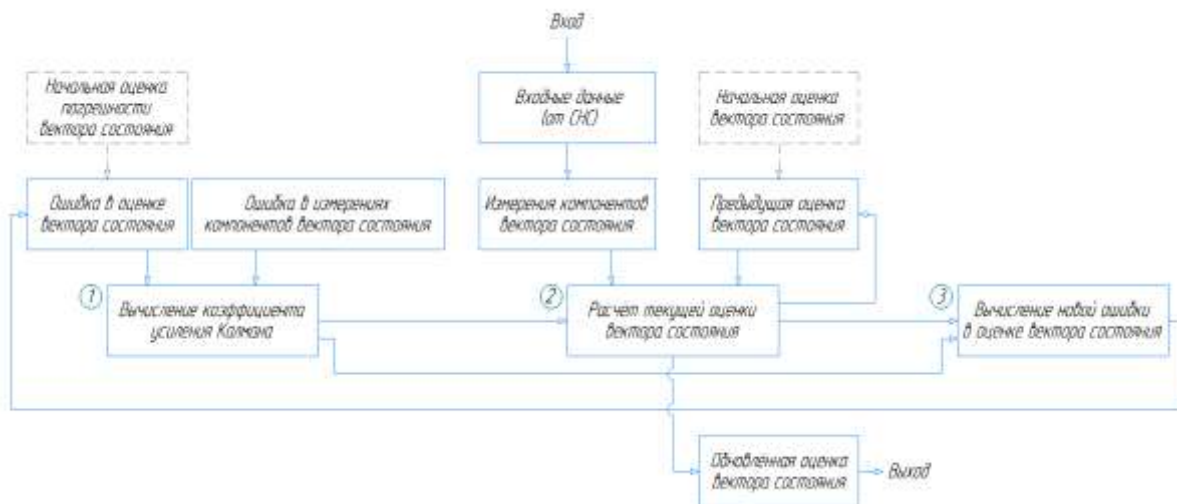 Вход
Начальная оценка
погрешности
вектора состояния
Входные данные
(от СНС)
Начальная оценка
вектора состояния
Ошибка в оценке
вектора состояния
Ошибка в измерениях
компонентов вектора состояния
Измерения компонентов
вектора состояния
Предыдущая оценка
вектора состояния
1
Вычисление коэффициента
усиления Калмана
2
Расчет текущей оценки
вектора состояния
3
Вычисление новой ошибки
в оценке вектора состояния
Обновленная оценка
вектора состояния
Выход